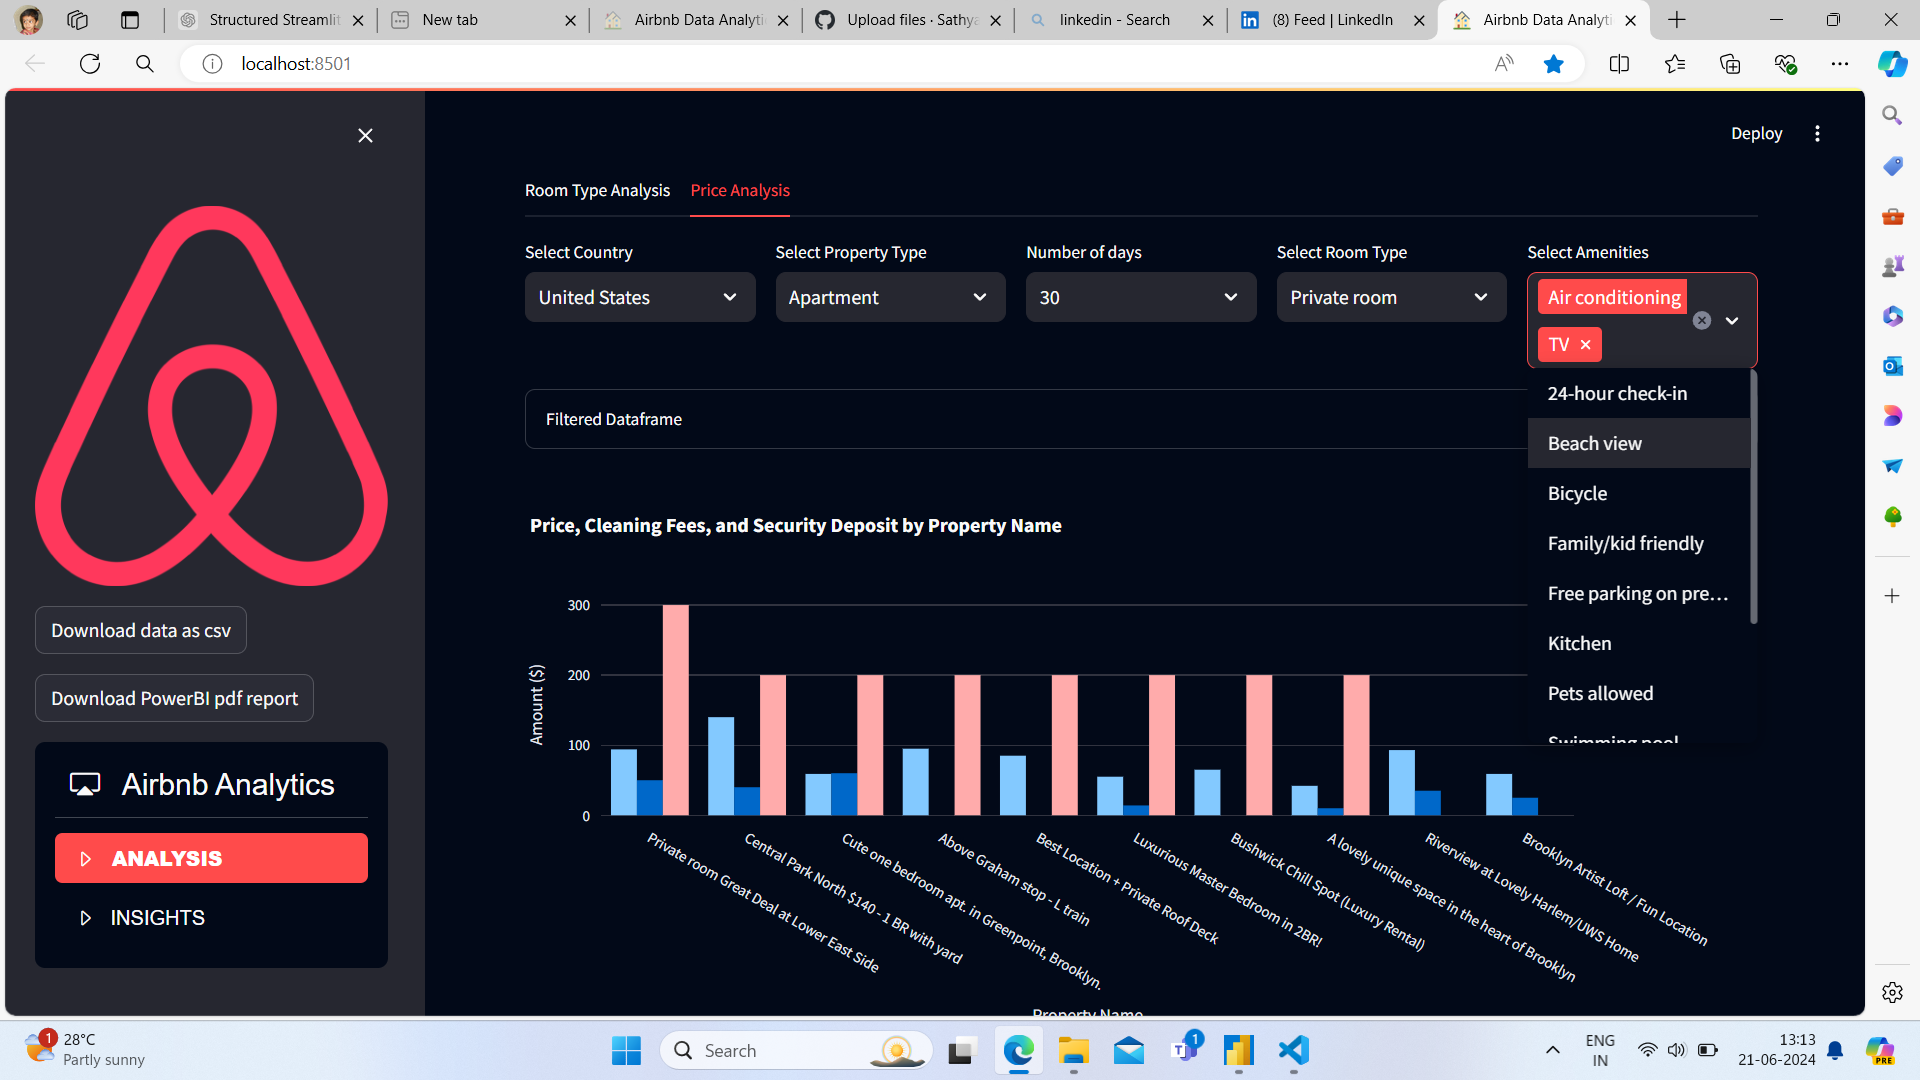 Structured Streamlit
New tab
Airbnb Data Analyti
Upload files · Sathya
linkedin - Search
(8) Feed | LinkedIn
Airbnb Data Analyti
localhost:8501
Deploy
Room Type Analysis
Price Analysis
Select Country
Select Property Type
Number of days
Select Room Type
Select Amenities
United States
Apartment
30
Private room
Air conditioning
TV
24-hour check-in
Beach view
Bicycle
Family/kid friendly
Free parking on pre...
Kitchen
Pets allowed
Swimming pool
Filtered Dataframe
Price, Cleaning Fees, and Security Deposit by Property Name
Amount ($)
300
200
100
0
Private room Great Deal at Lower East Side
Central Park North $140 - 1 BR with yard
Cute one bedroom apt. in Greenpoint, Brooklyn.
Above Graham stop - L train
Best Location + Private Roof Deck
Luxurious Master Bedroom in 2BR!
Bushwick Chill Spot (Luxury Rental)
A lovely unique space in the heart of Brooklyn
Riverview at Lovely Harlem/UWS Home
Brooklyn Artist Loft / Fun Location
Property Name
Download data as csv
Download PowerBI pdf report
Airbnb Analytics
ANALYSIS
INSIGHTS
1
28°C
Partly sunny
Search
1
ENG
IN
13:13
21-06-2024
PRE